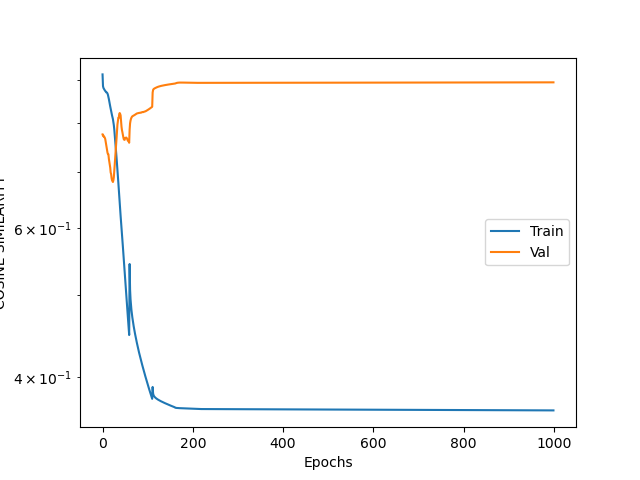 COSINE SIMILARITY
6 × 10⁻¹
4 × 10⁻¹
Train
Val
0 200 400 600 800 1000
Epochs